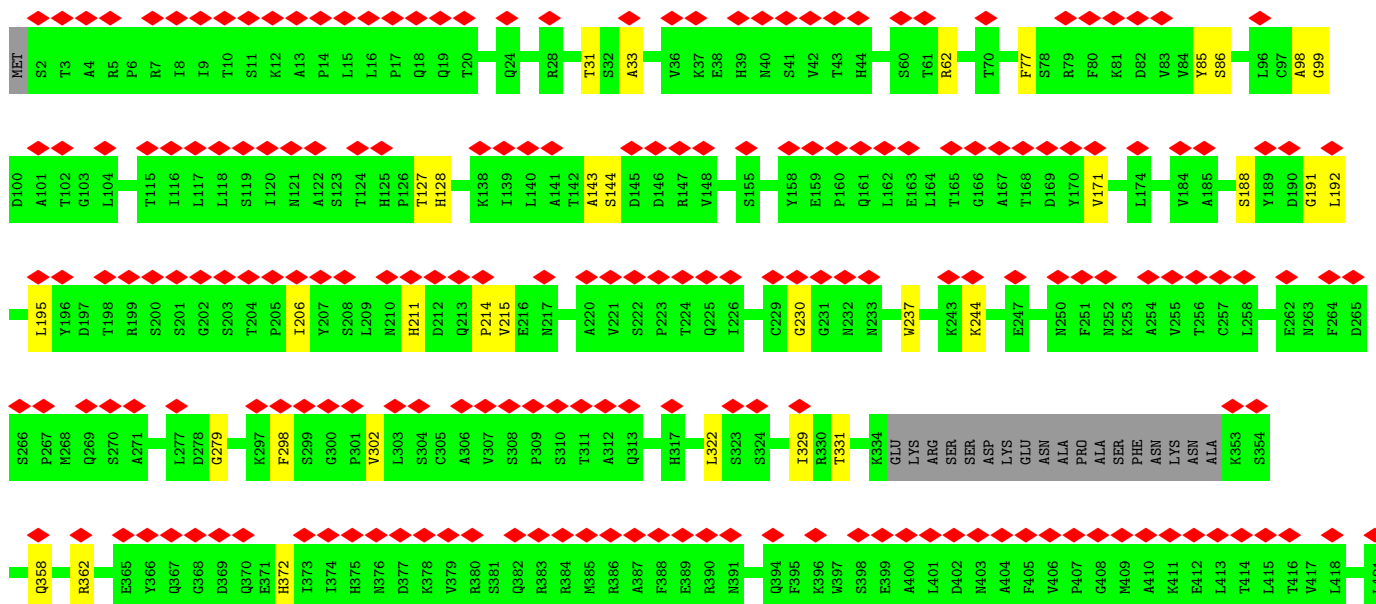 MET S2 T3 A4 R5 P6 R7 I8 I9 T10 S11 K12 A13 P14 L15 L16 P17 Q18 Q19 T20 Q24 R28 T31 S32 A33 V36 K37 E38 H39 N40 S41 V42 T43 H44 S60 T61 R62 T70 F77 S78 R79 F80 K81 D82 V83 V84 Y85 S86 L96 C97 A98 G99
D100 A101 T102 G103 L104 T115 I116 L117 L118 S119 I120 N121 A122 S123 T124 H125 P126 T127 H128 K138 I139 L140 A141 T142 A143 S144 D145 D146 R147 V148 S155 Y158 E159 P160 Q161 L162 E163 L164 T165 G166 A167 T168 D169 Y170 V171 L174 V184 A185 S188 Y189 D190 G191 L192
L195 Y196 D197 T198 R199 S200 S201 G202 S203 T204 P205 I206 Y207 S208 L209 N210 H211 D212 Q213 P214 V215 E216 N217 A220 V221 S222 P223 T224 Q225 I226 C229 G230 G231 N232 N233 W237 K243 K244 E247 N250 F251 N252 K253 A254 V255 T256 C257 L258 E262 N263 F264 D265
S266 P267 M268 Q269 S270 A271 L277 D278 G279 K297 F298 S299 G300 P301 V302 L303 S304 C305 A306 V307 S308 P309 S310 T311 A312 Q313 H317 L322 S323 S324 I329 R330 T331 K334 GLU LYS ARG SER SER ASP LYS GLU ASN ALA PRO ALA SER PHE ASN LYS ASN ALA K353 S354
Q358 R362 E365 Y366 Q367 G368 D369 Q370 E371 H372 I373 I374 H375 N376 D377 K378 V379 R380 S381 Q382 R383 R384 M385 R386 A387 F388 E389 R390 N391 Q394 F395 K396 W397 S398 E399 A400 L401 D402 N403 A404 F405 V406 P407 G408 M409 A410 K411 E412 L413 T414 L415 T416 V417 L418